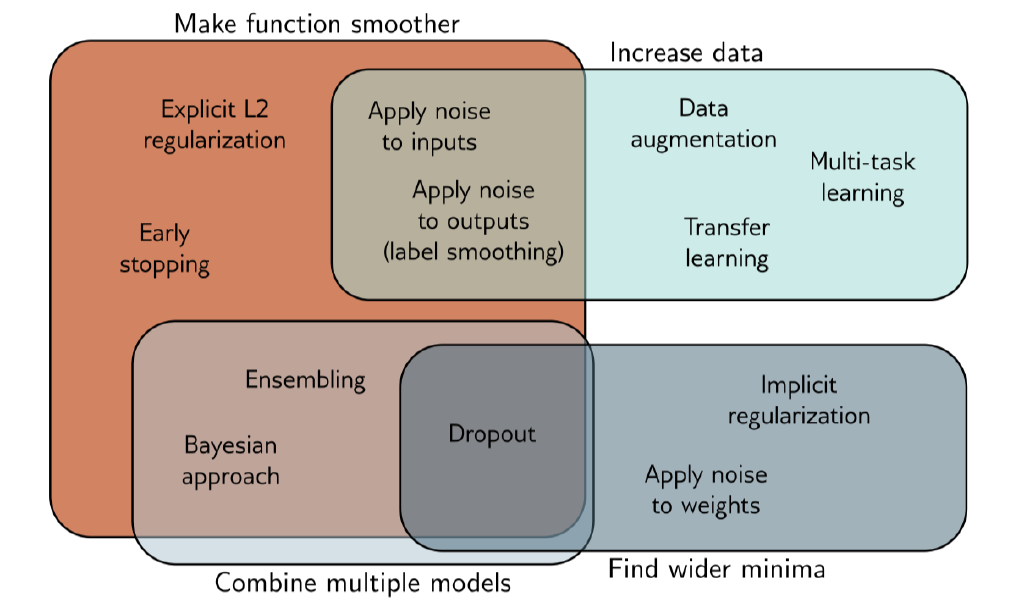 Make function smoother
Increase data
Explicit L2
regularization
Apply noise
to inputs
Data
augmentation
Multi-task
learning
Apply noise
to outputs
(label smoothing)
Early
stopping
Transfer
learning
Ensembling
Bayesian
approach
Dropout
Implicit
regularization
Apply noise
to weights
Combine multiple models
Find wider minima